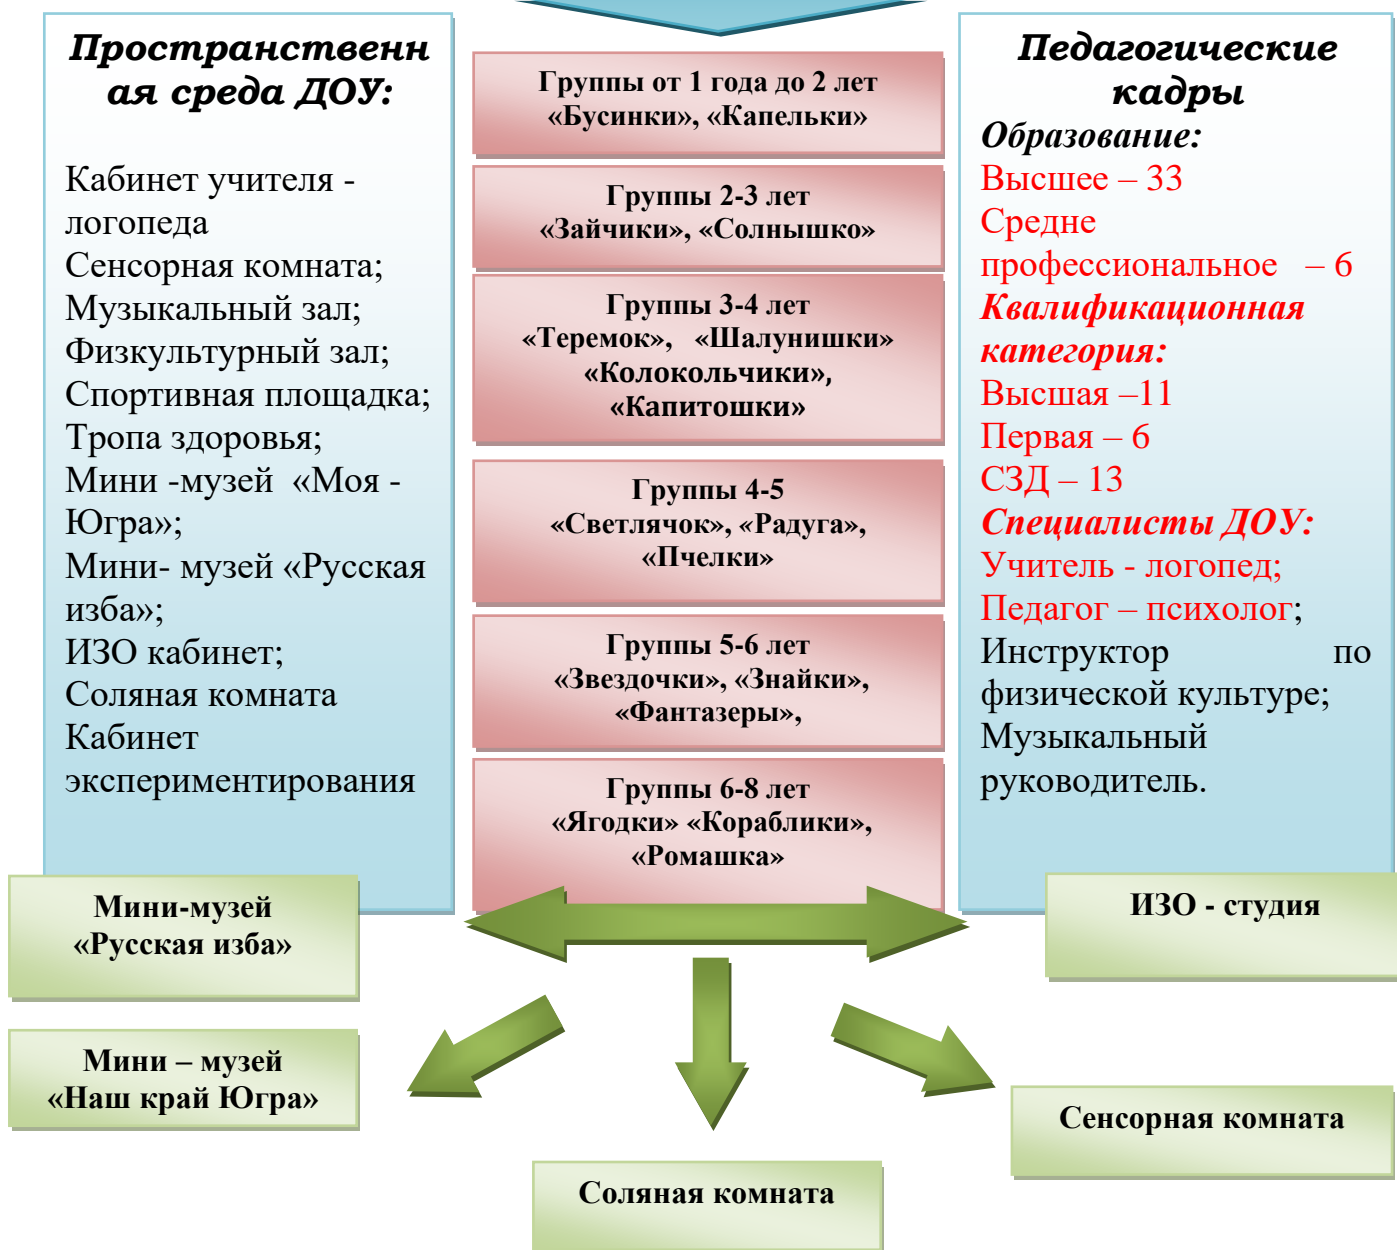 Пространственн
ая среда ДОУ:
Кабинет учителя -
логопеда
Сенсорная комната;
Музыкальный зал;
Физкультурный зал;
Спортивная площадка;
Тропа здоровья;
Мини -музей «Моя -
Югра»;
Мини- музей «Русская
изба»;
ИЗО кабинет;
Соляная комната
Кабинет
экспериментирования
Группы от 1 года до 2 лет
«Бусинки», «Капельки»
Группы 2-3 лет
«Зайчики», «Солнышко»
Группы 3-4 лет
«Теремок», «Шалунишки»
«Колокольчики»,
«Капитошки»
Группы 4-5
«Светлячок», «Радуга»,
«Пчелки»
Группы 5-6 лет
«Звездочки», «Знайки»,
«Фантазеры»,
Группы 6-8 лет
«Ягодки» «Кораблики»,
«Ромашка»
Педагогические
кадры
Образование:
Высшее – 33
Средне
профессиональное – 6
Квалификационная
категория:
Высшая –11
Первая – 6
СЗД – 13
Специалисты ДОУ:
Учитель - логопед;
Педагог – психолог;
Инструктор по
физической культуре;
Музыкальный
руководитель.
Мини-музей
«Русская изба»
ИЗО - студия
Мини – музей
«Наш край Югра»
Сенсорная комната
Соляная комната